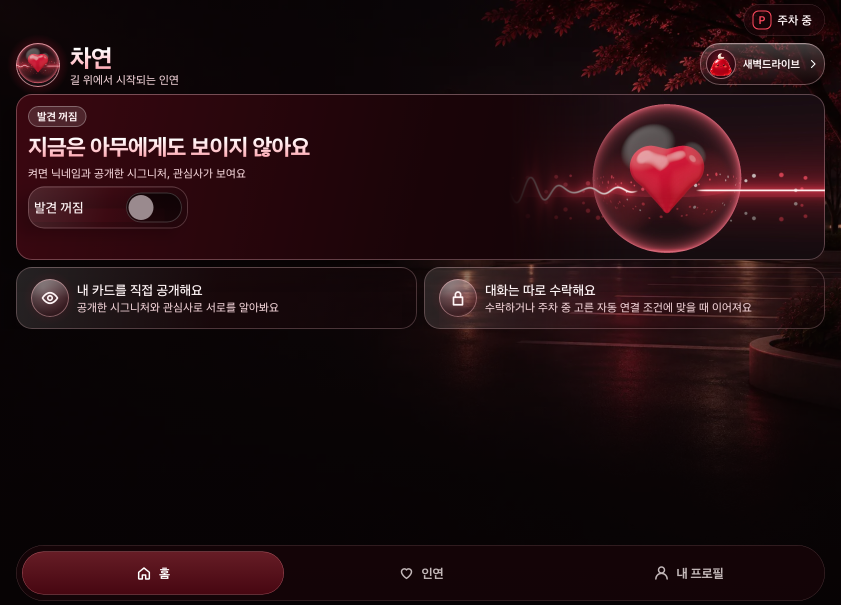 P 주차 중
차연
길 위에서 시작되는 인연
새벽드라이브
발견 꺼짐
지금은 아무에게도 보이지 않아요
켜면 닉네임과 공개한 시그니처, 관심사가 보여요
발견 꺼짐
내 카드를 직접 공개해요
공개한 시그니처와 관심사로 서로를 알아봐요
대화는 따로 수락해요
수락하거나 주차 중 고른 자동 연결 조건에 맞을 때 이어져요
홈
인연
내 프로필